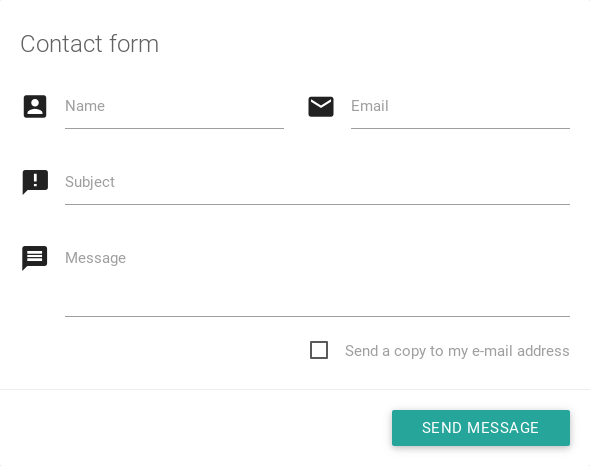 Contact form
Name
Email
Subject
Message
Send a copy to my e-mail address
SEND MESSAGE